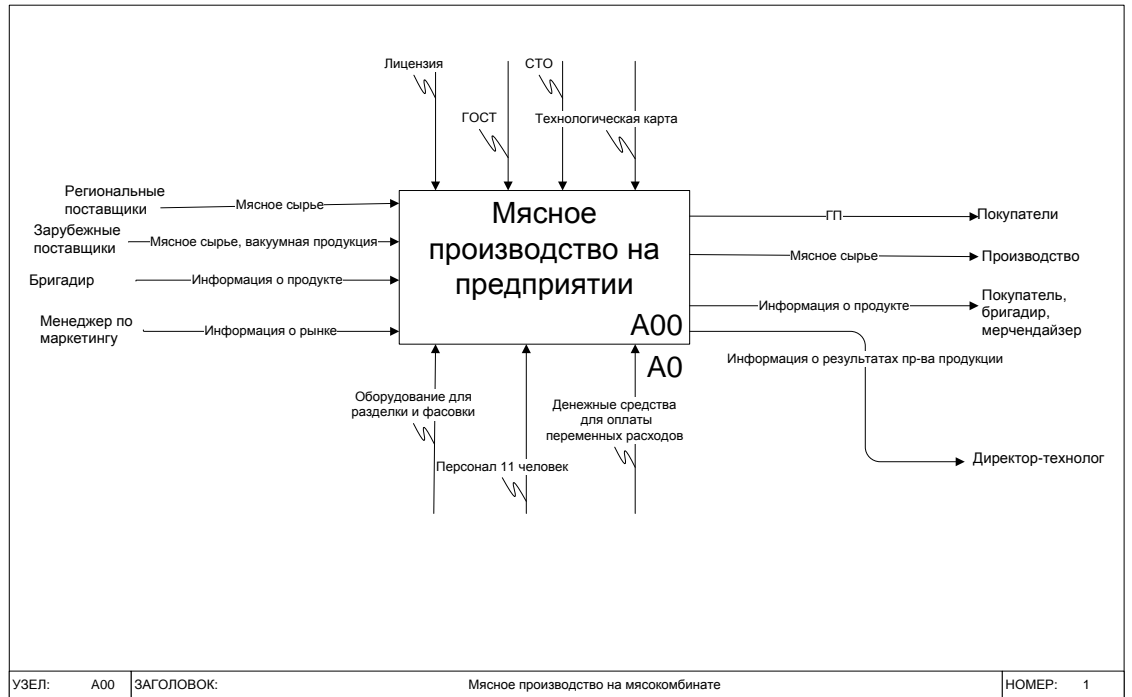 Лицензия
СТО
ГОСТ
Технологическая карта
Региональные
поставщики
Мясное сырье
Зарубежные
поставщики
Мясное сырье, вакуумная продукция
Бригадир
Информация о продукте
Менеджер по
маркетингу
Информация о рынке
Мясное
производство на
предприятии
A00
A0
ГП
Покупатели
Мясное сырье
Производство
Информация о продукте
Покупатель,
бригадир,
мерчендайзер
Информация о результатах пр-ва продукции
Директор-технолог
Оборудование для
разделки и фасовки
Персонал 11 человек
Денежные средства
для оплаты
переменных расходов
УЗЕЛ: A00 ЗАГОЛОВОК: Мясное производство на мясокомбинате НОМЕР: 1